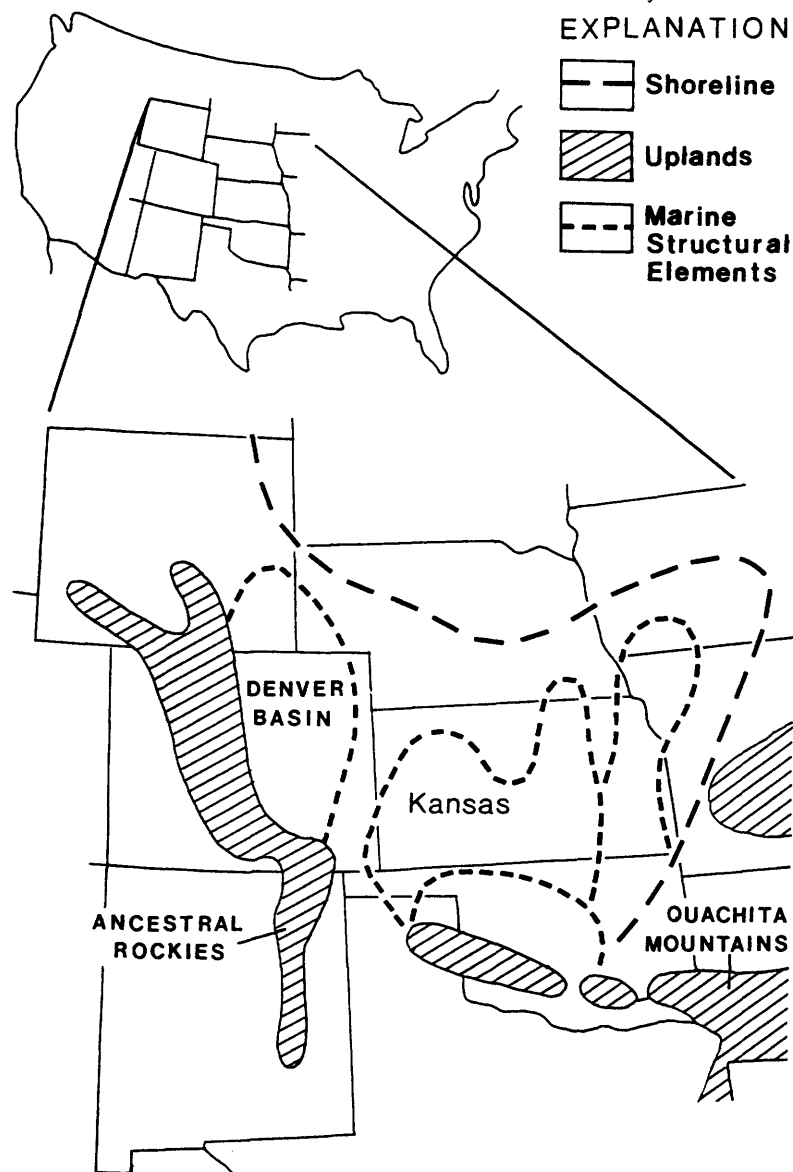 EXPLANATION
Shoreline
Uplands
Marine
Structural
Elements
DENVER
BASIN
Kansas
ANCESTRAL
ROCKIES
OUACHITA
MOUNTAINS